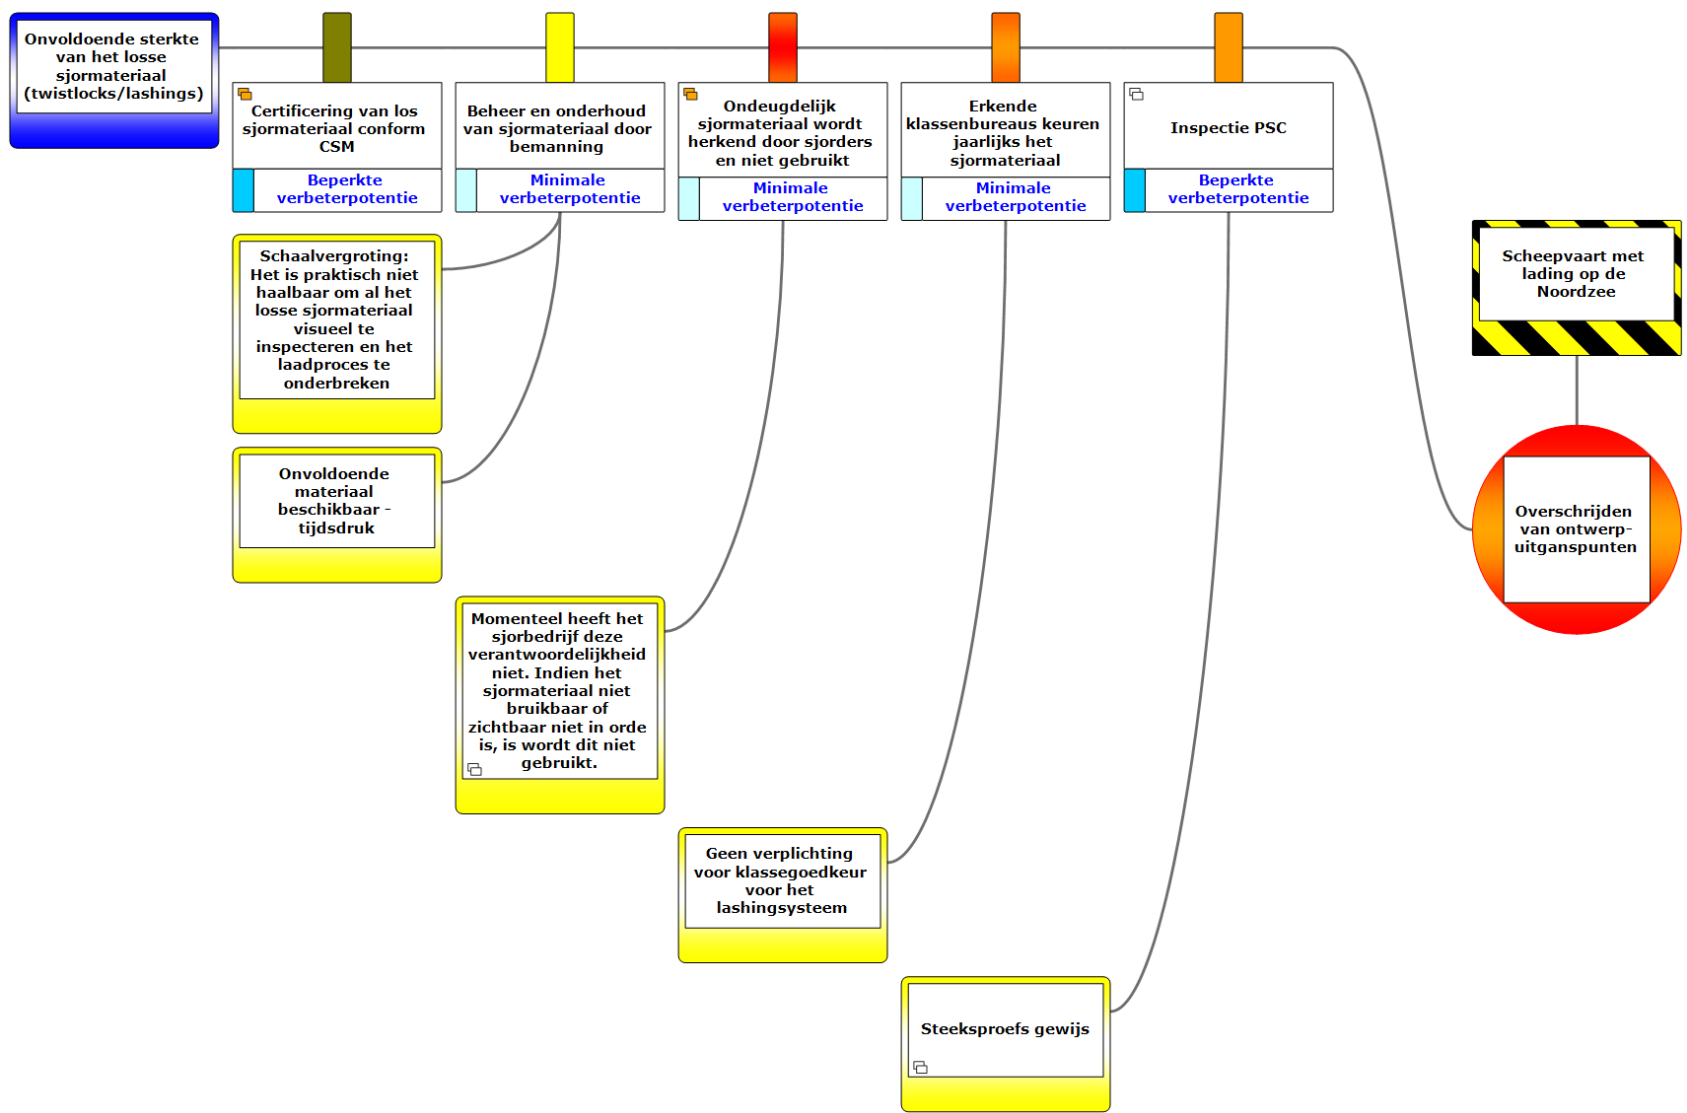 Onvoldoende sterkte
van het losse
sjormateriaal
(twistlocks/lashings)
Certificering van los
sjormateriaal conform
CSM
Beperkte
verbeterpotentie
Beheer en onderhoud
van sjormateriaal door
bemanning
Minimale
verbeterpotentie
Ondeugdelijk
sjormateriaal wordt
herkend door sjorders
en niet gebruikt
Minimale
verbeterpotentie
Erkende
klassenbureaus keuren
jaarlijks het
sjormateriaal
Minimale
verbeterpotentie
Inspectie PSC
Beperkte
verbeterpotentie
Schaalvergroting:
Het is praktisch niet
haalbaar om al het
losse sjormateriaal
visueel te
inspecteren en het
laadproces te
onderbreken
Onvoldoende
materiaal
beschikbaar -
tijdsdruk
Momenteel heeft het
sjorbedrijf deze
verantwoordelijkheid
niet. Indien het
sjormateriaal niet
bruikbaar of
zichtbaar niet in orde
is, is wordt dit niet
gebruikt.
Geen verplichting
voor klassegoedkeur
voor het
lashingsysteem
Steeksproefs gewijs
Scheepvaart met
lading op de
Noordzee
Overschrijden
van ontwerp-
uitganspunten